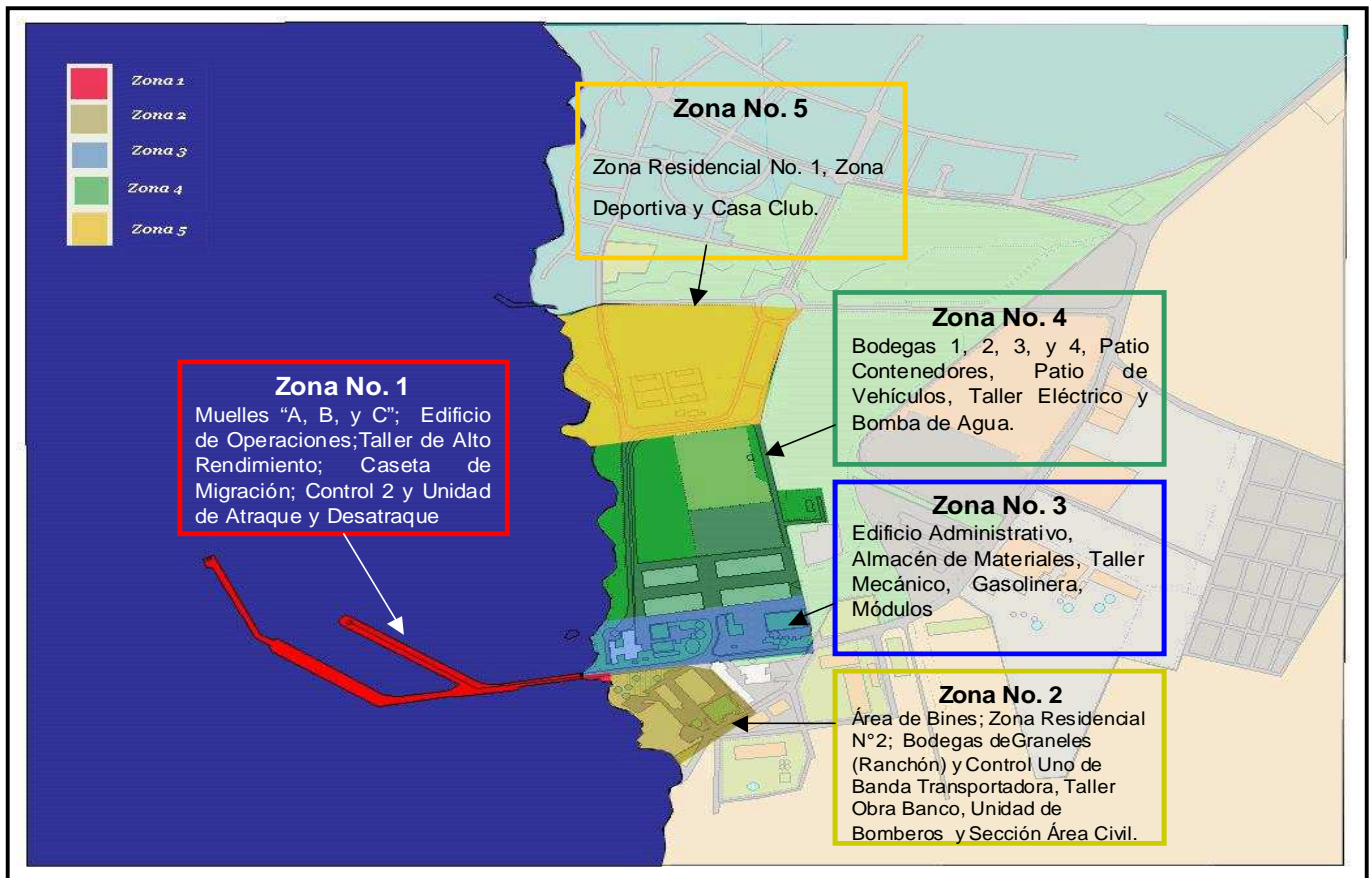 Zona 1
Zona 2
Zona 3
Zona 4
Zona 5
Zona No. 5
Zona Residencial No. 1, Zona
Deportiva y Casa Club.
Zona No. 4
Bodegas 1, 2, 3, y 4, Patio
Contenedores, Patio de
Vehículos, Taller Eléctrico y
Bomba de Agua.
Zona No. 1
Muelles “A, B, y C”; Edificio
de Operaciones;Taller de Alto
Rendimiento; Caseta de
Migración; Control 2 y Unidad
de Atraque y Desatraque
Zona No. 3
Edificio Administrativo,
Almacén de Materiales, Taller
Mecánico, Gasolinera,
Módulos
Zona No. 2
Área de Bines; Zona Residencial
N°2; Bodegas deGraneles
(Ranchón) y Control Uno de
Banda Transportadora, Taller
Obra Banco, Unidad de
Bomberos y Sección Área Civil.